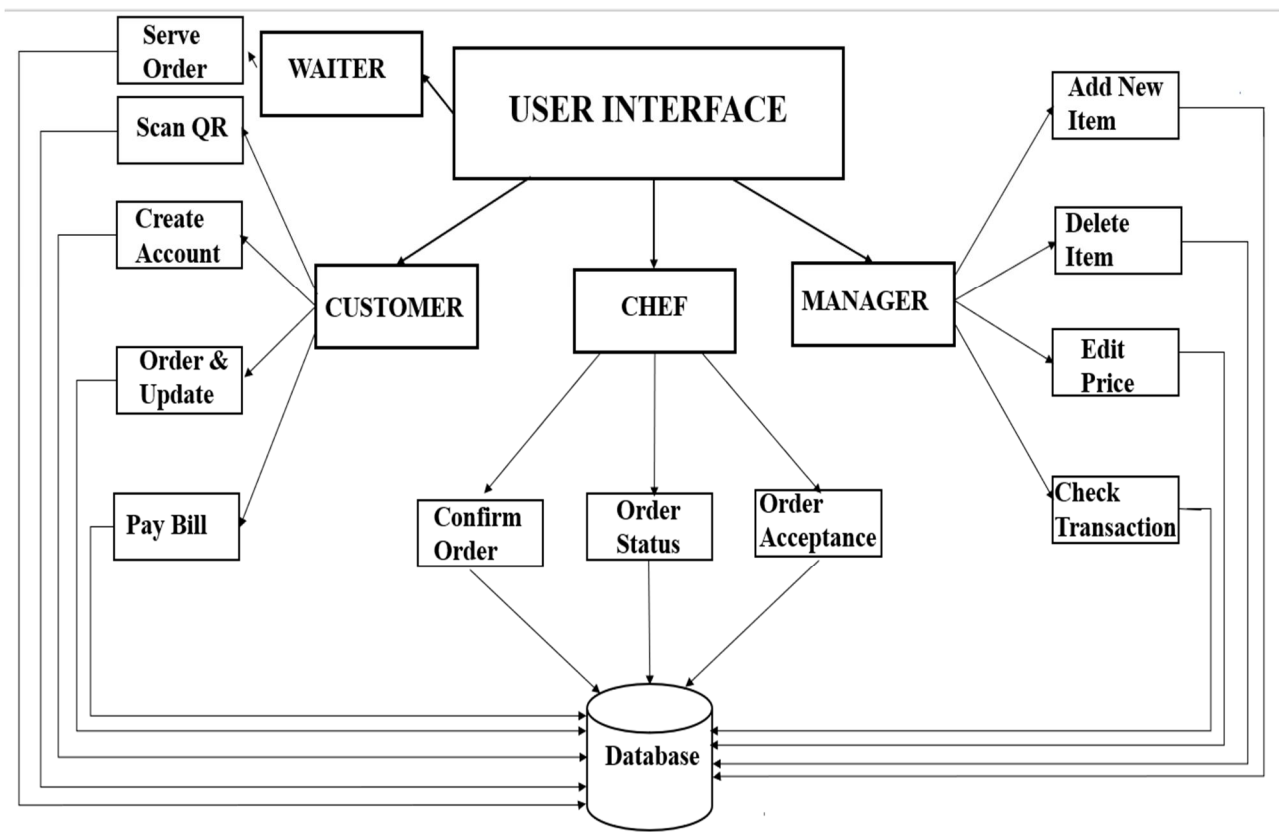 Serve
Order
WAITER
USER INTERFACE
Add New
Item
Scan QR
Create
Account
Delete
Item
CUSTOMER
CHEF
MANAGER
Order &
Update
Edit
Price
Pay Bill
Confirm
Order
Order
Status
Order
Acceptance
Check
Transaction
Database